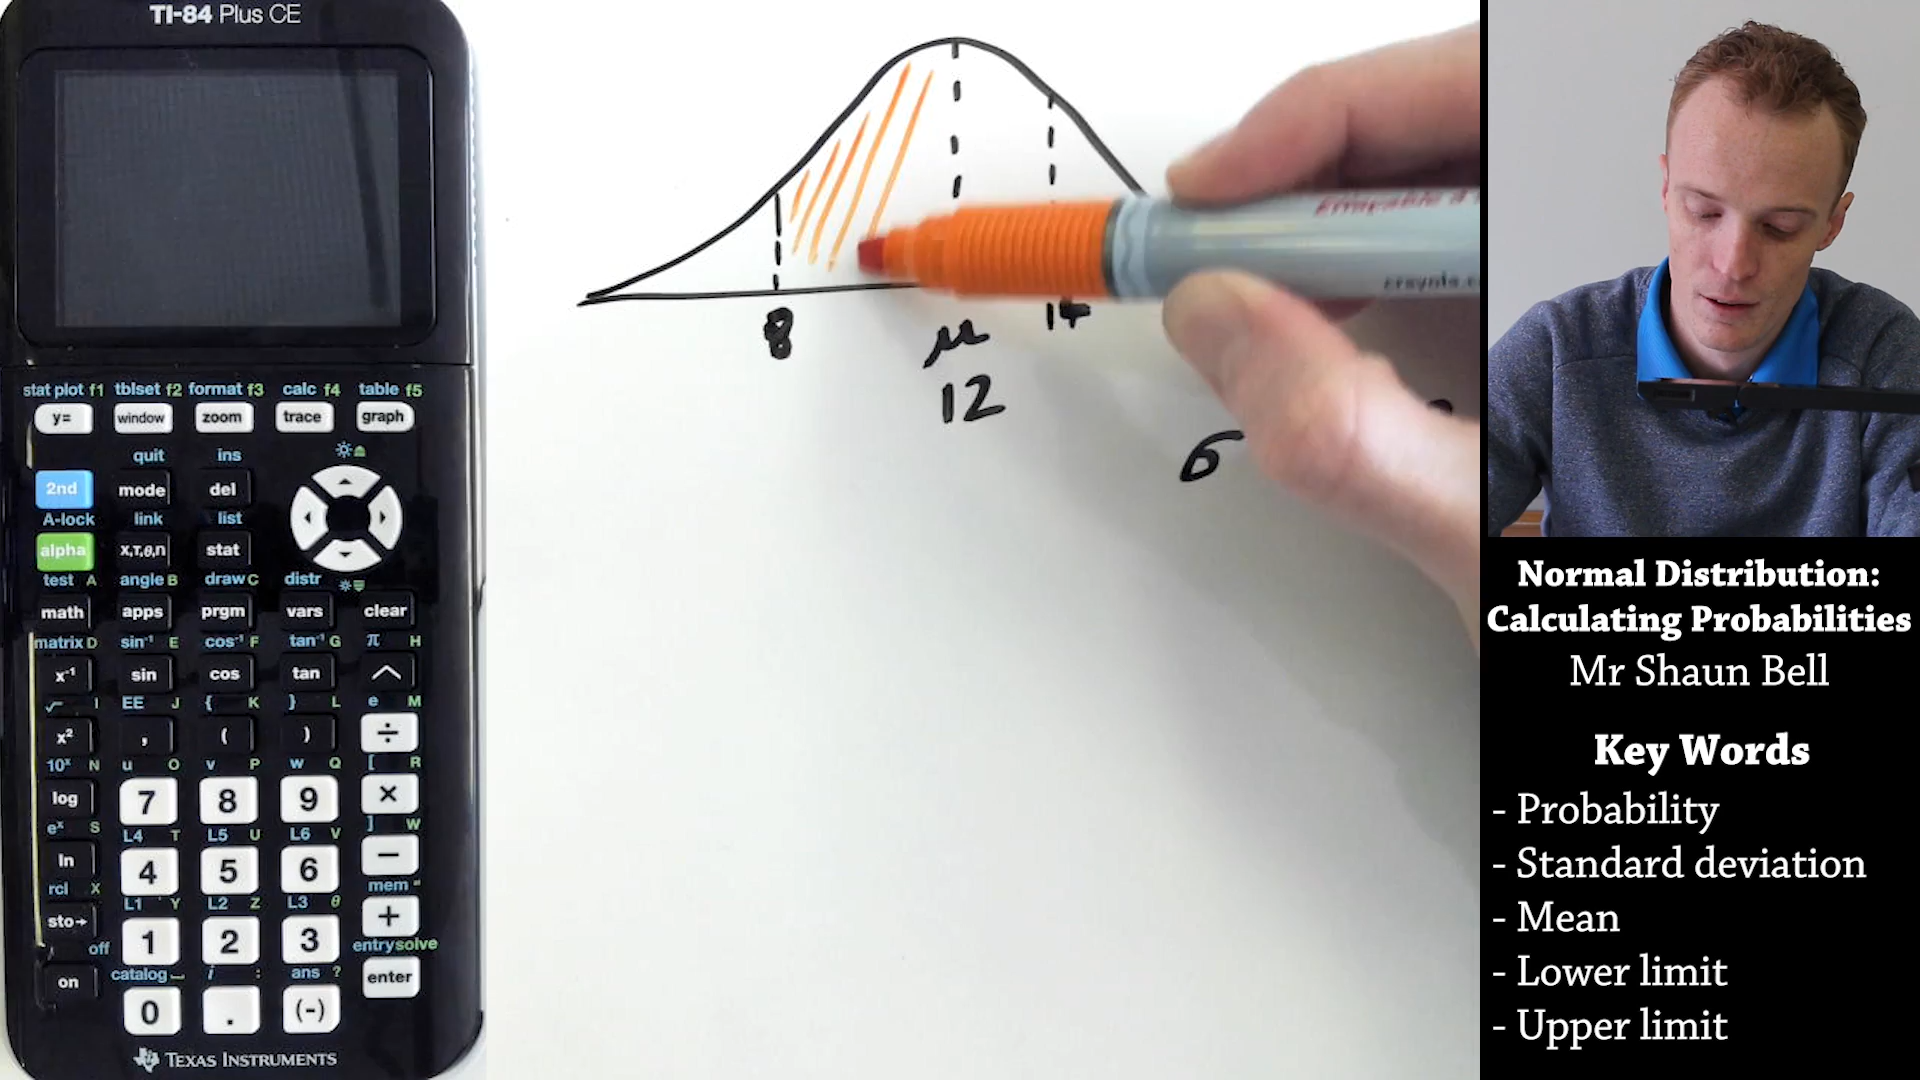 TI-84 Plus CE
stat plot f1 tblset f2 format f3 calc f4 table f5
y= window zoom trace graph
quit ins
2nd mode del
A-lock link list
alpha X,T,θ,n stat
test A angle B draw C distr
math apps prgm vars clear
matrix D sin⁻¹ E cos⁻¹ F tan⁻¹ G π H
x⁻¹ sin cos tan ^
√ I EE J { K } L e M
x² , ( ) ÷
10ˣ N u O v P w Q [ R
log 7 8 9 ×
eˣ S L4 T L5 U L6 V ] W
ln 4 5 6 −
rcl X L1 Y L2 Z L3 θ mem "
sto→ 1 2 3 +
off catalog i : ans ? entry solve
on 0 . (-) enter
TEXAS INSTRUMENTS
8 μ 14
12
6
Normal Distribution:
Calculating Probabilities
Mr Shaun Bell
Key Words
- Probability
- Standard deviation
- Mean
- Lower limit
- Upper limit